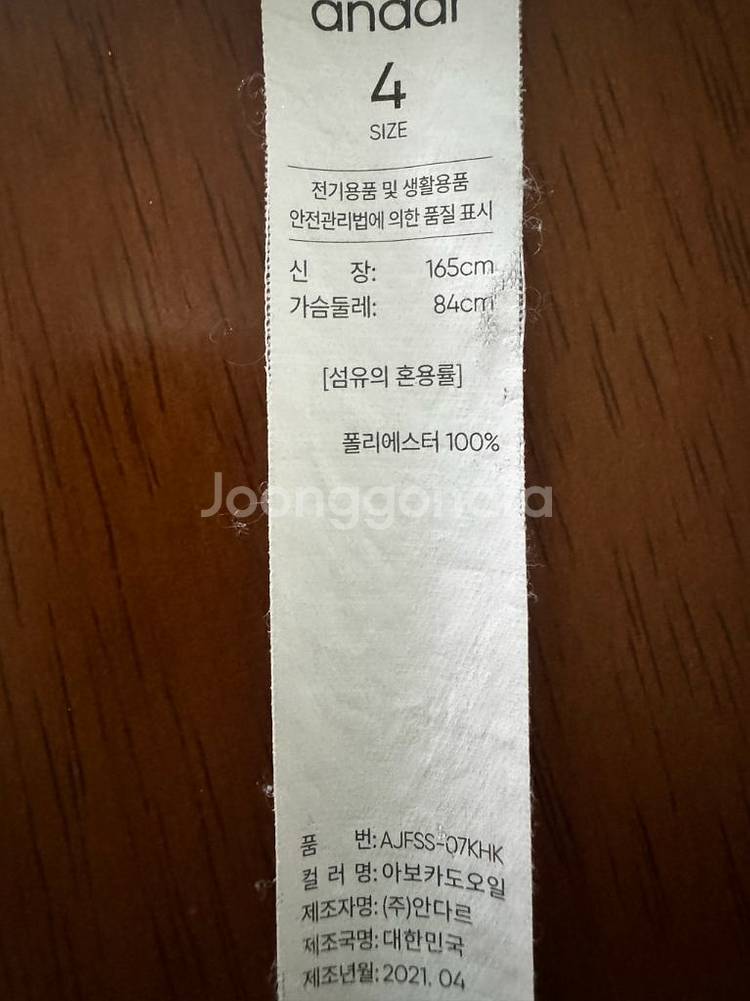 andar
4
SIZE
전기용품 및 생활용품
안전관리법에 의한 품질 표시
신 장: 165cm
가슴둘레: 84cm
[섬유의 혼용률]
폴리에스터 100%
Joonggonara
품 번: AJFSS-07KHK
컬 러 명: 아보카도오일
제조자명: (주)안다르
제조국명: 대한민국
제조년월: 2021. 04